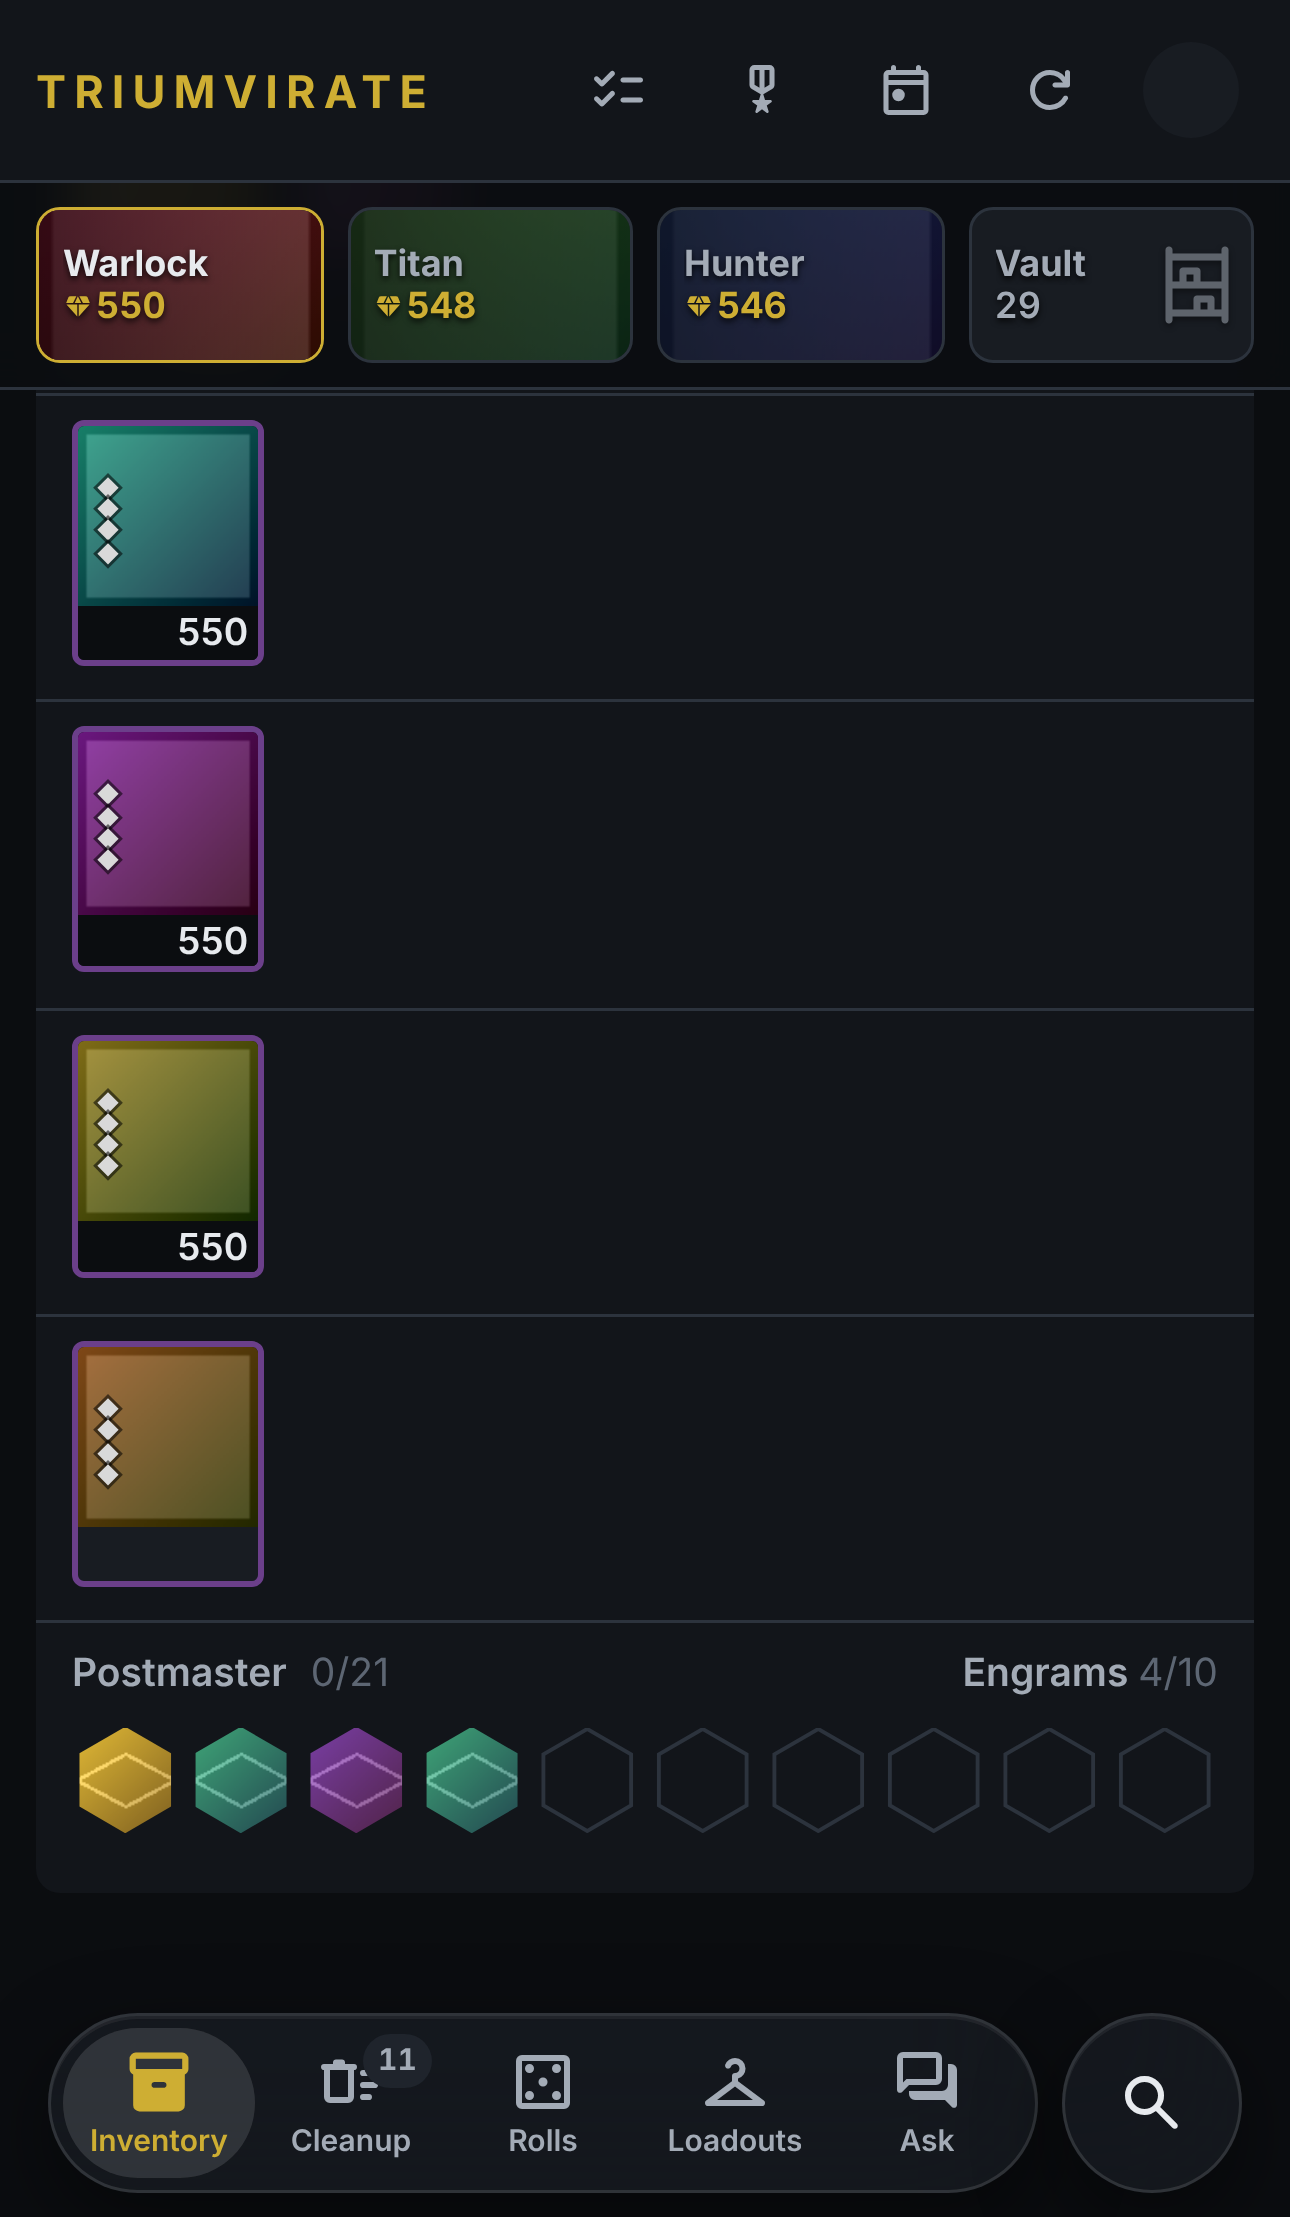 TRIUMVIRATE
Warlock
550
Titan
548
Hunter
546
Vault
29
550
550
550
Postmaster 0/21
Engrams 4/10
Inventory
Cleanup
11
Rolls
Loadouts
Ask